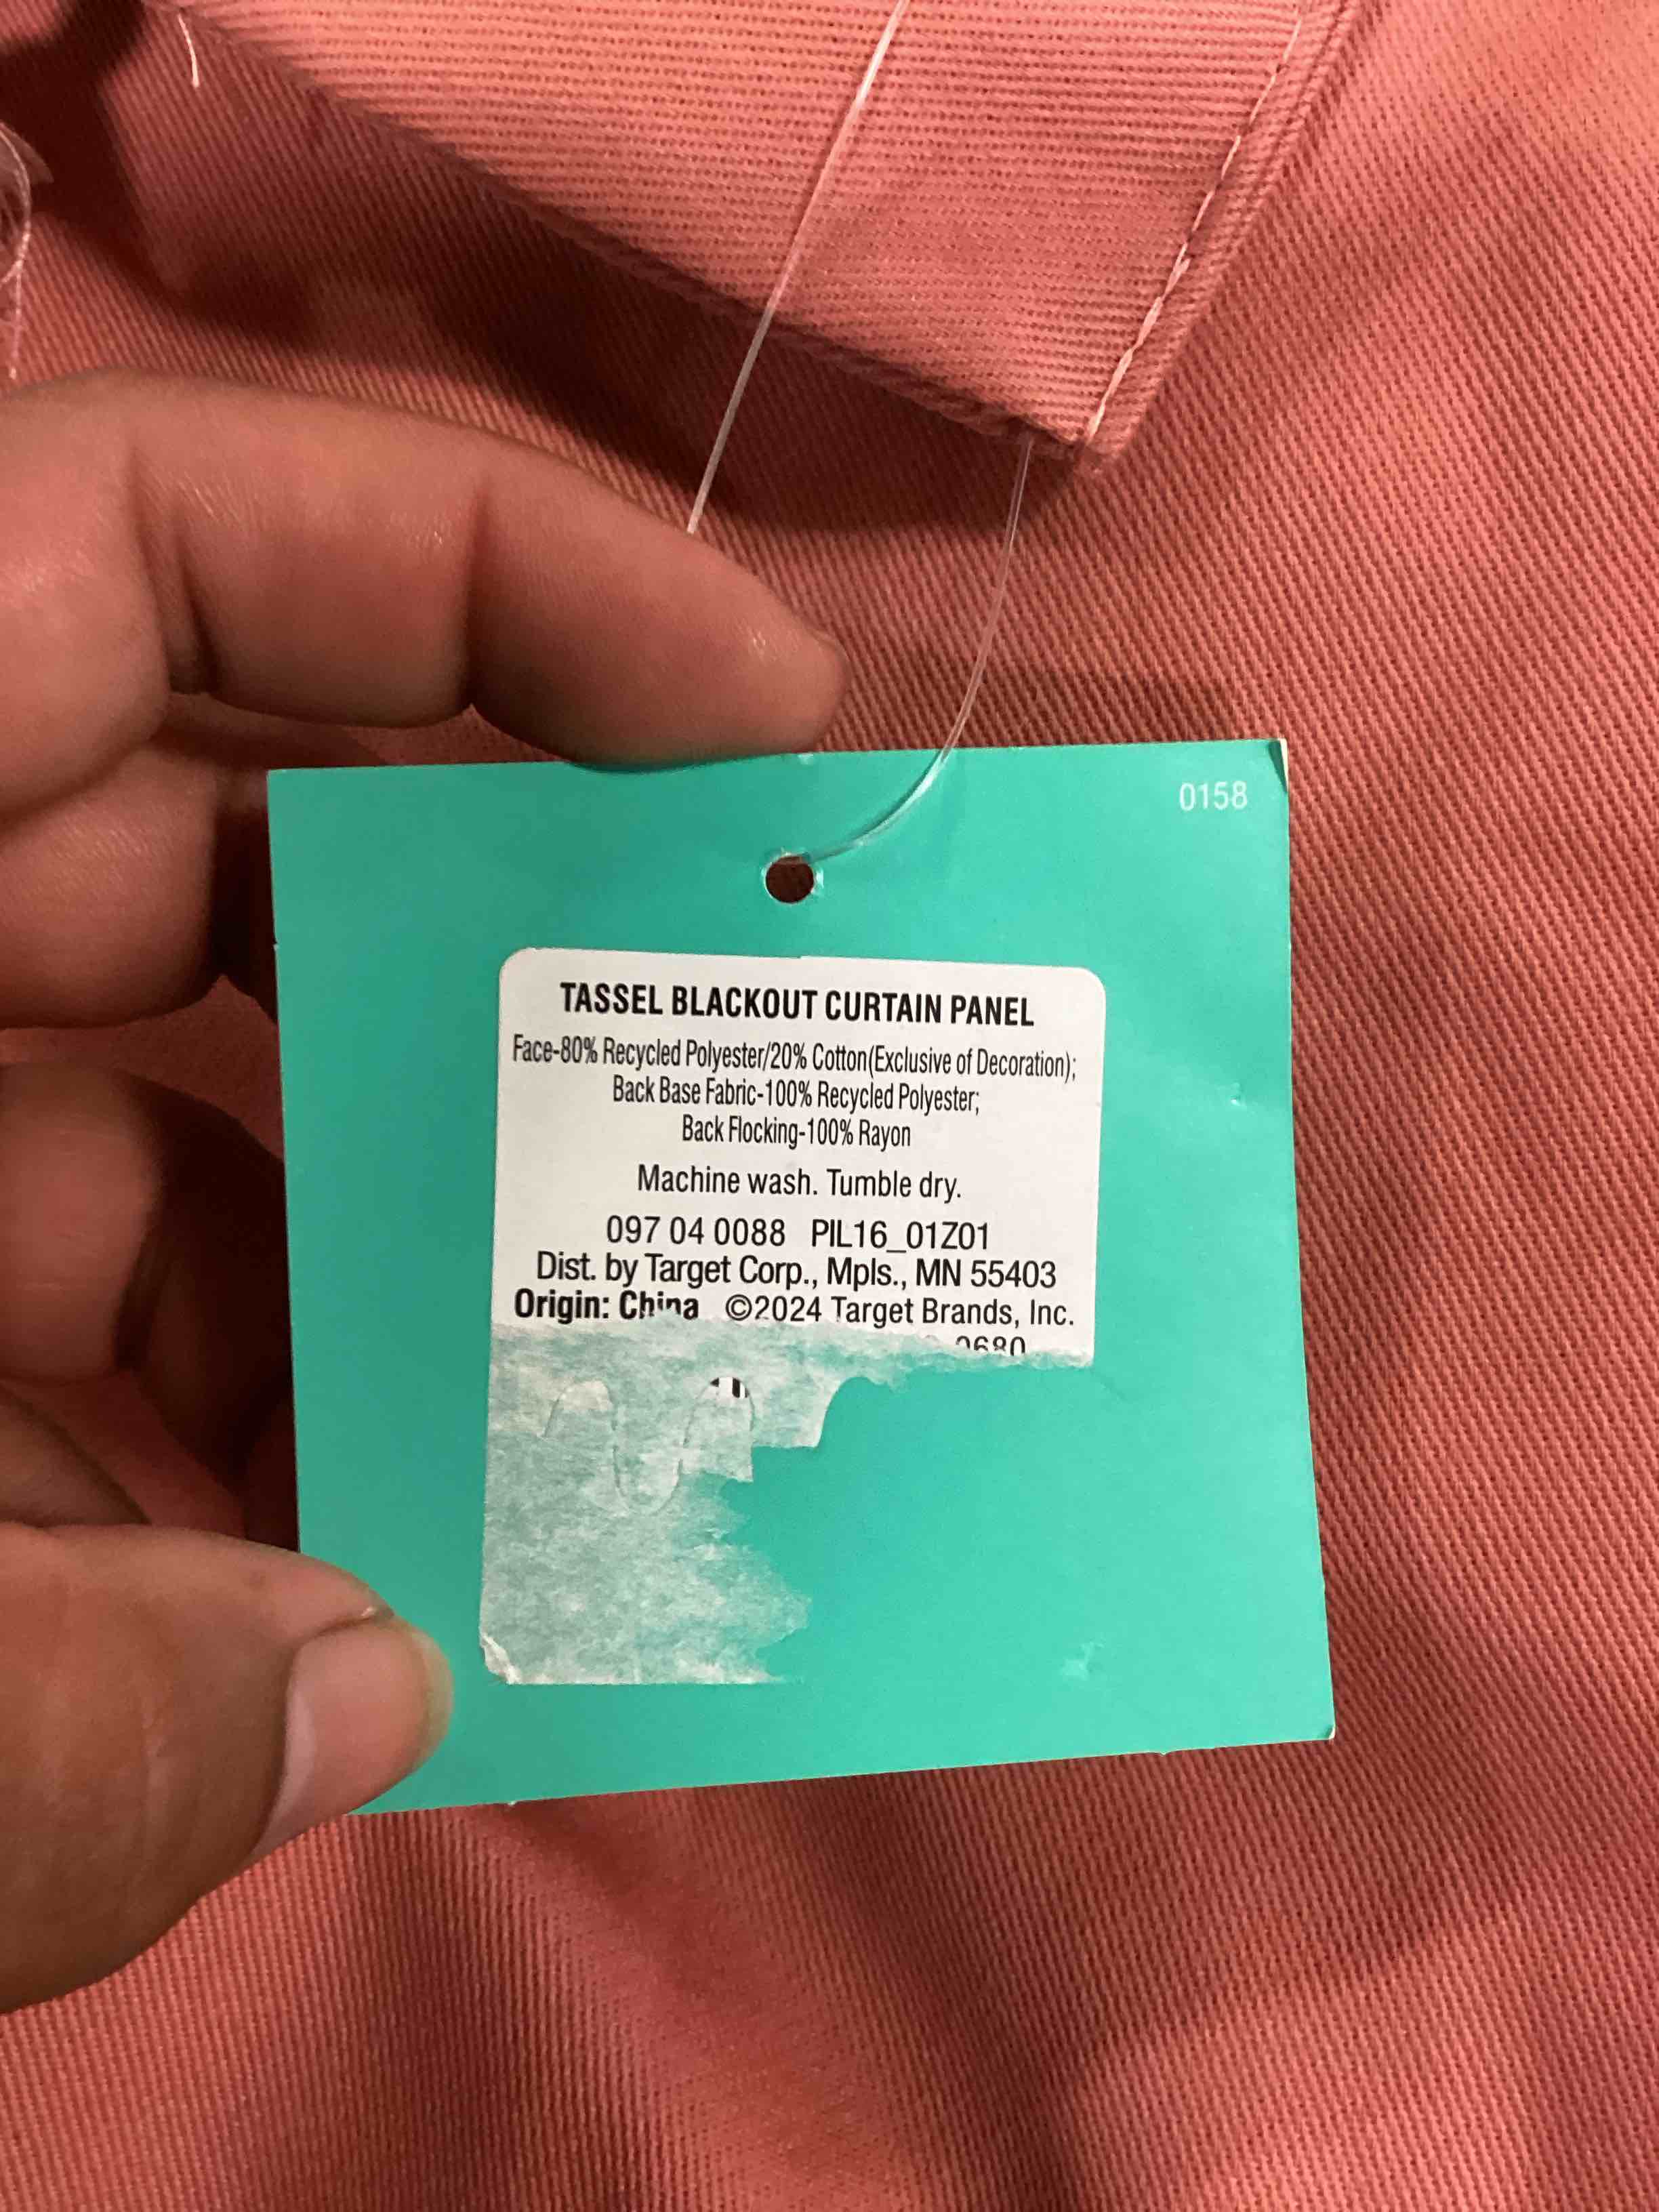 0158
TASSEL BLACKOUT CURTAIN PANEL
Face-80% Recycled Polyester/20% Cotton(Exclusive of Decoration);
Back Base Fabric-100% Recycled Polyester;
Back Flocking-100% Rayon
Machine wash. Tumble dry.
097 04 0088 PIL16_01Z01
Dist. by Target Corp., Mpls., MN 55403
Origin: China ©2024 Target Brands, Inc.
0680